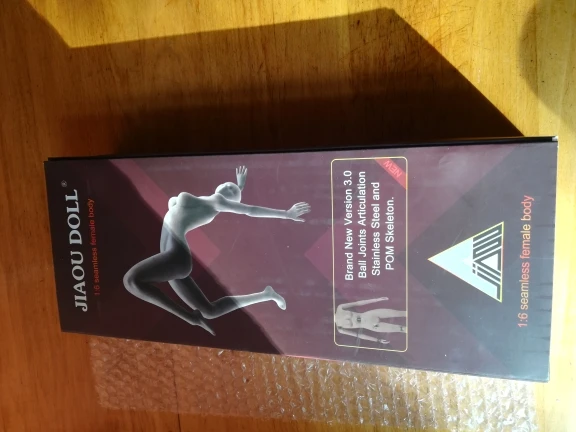 JIAOU DOLL®
1:6 seamless female body
NEW
Brand New Version 3.0
Ball Joints Articulation
Stainless Steel and
POM Skeleton.
1:6 seamless female body